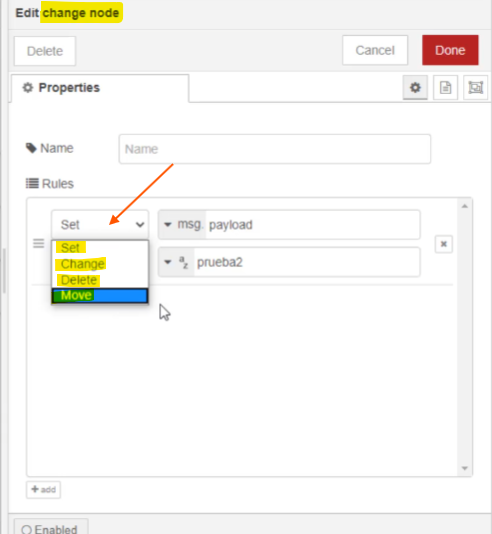 Edit change node
Delete
Cancel
Done
Properties
Name
Name
Rules
Set
msg. payload
Set
Change
Delete
Move
az prueba2
+ add
Enabled